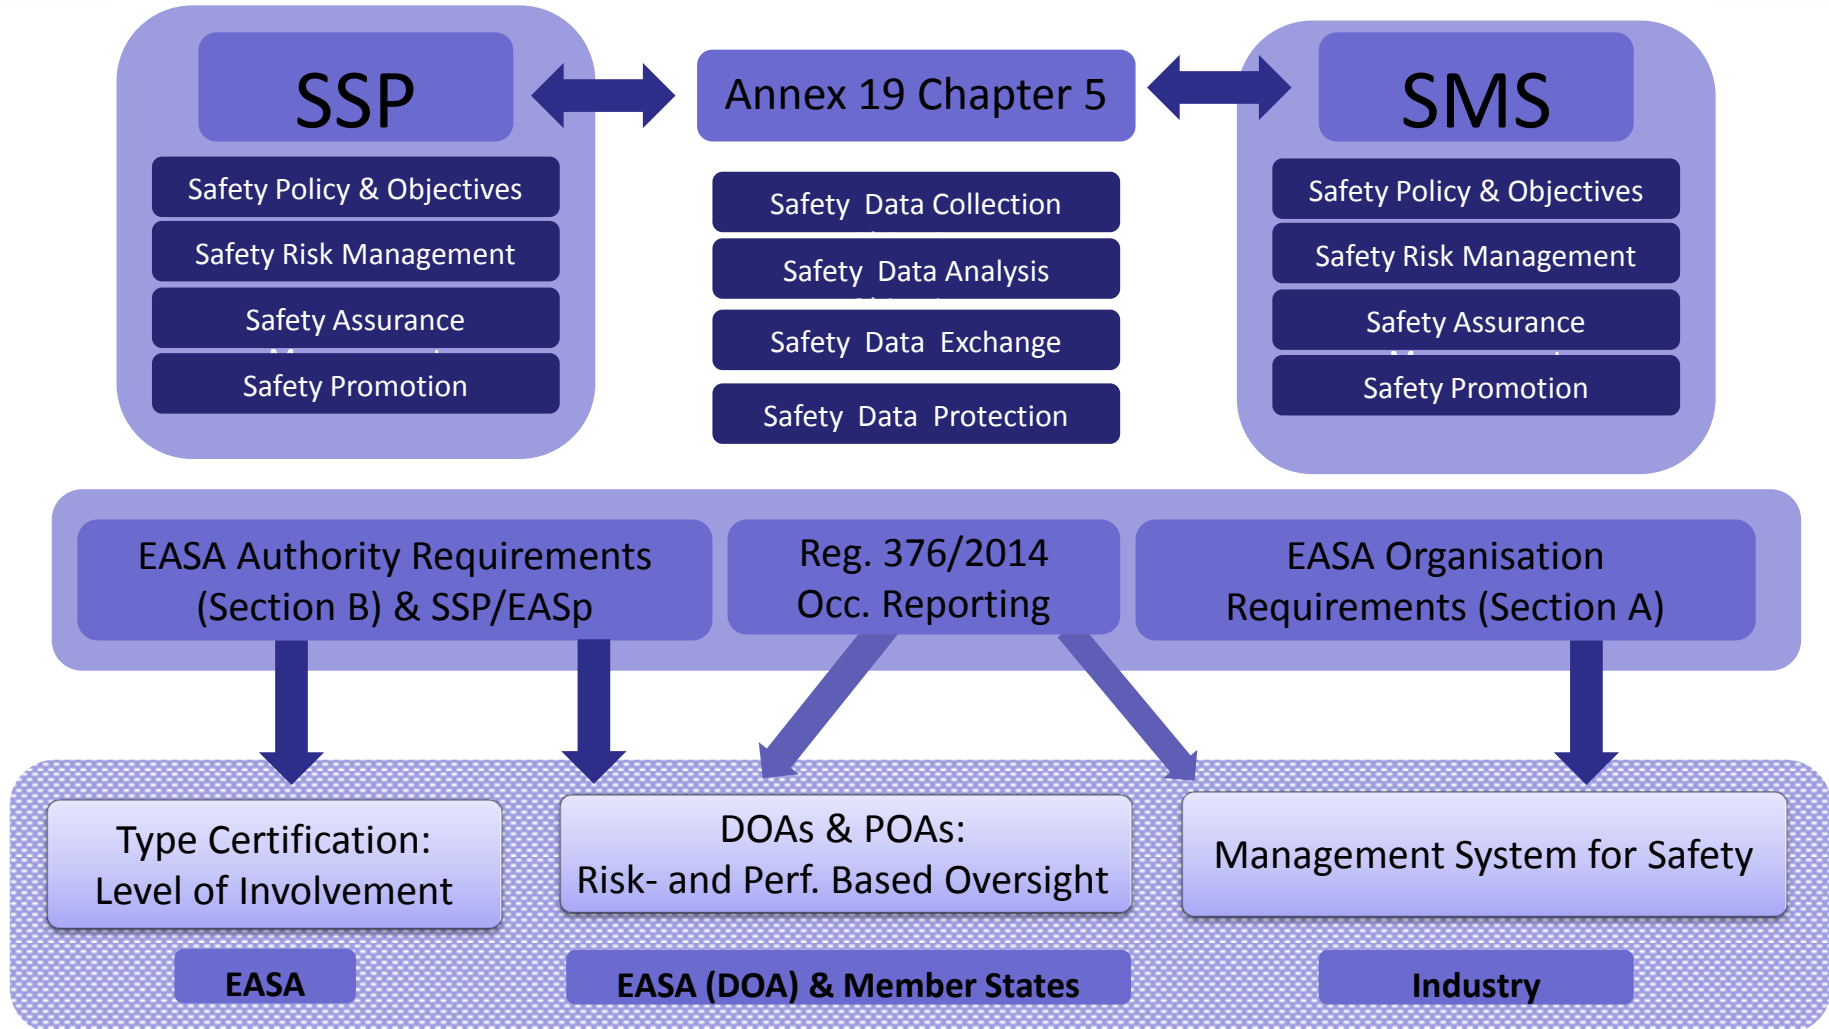 SSP
Safety Policy & Objectives
Safety Risk Management
Safety Assurance
Safety Promotion
Annex 19 Chapter 5
Safety Data Collection
Safety Data Analysis
Safety Data Exchange
Safety Data Protection
SMS
Safety Policy & Objectives
Safety Risk Management
Safety Assurance
Safety Promotion
EASA Authority Requirements
(Section B) & SSP/EASp
Reg. 376/2014
Occ. Reporting
EASA Organisation
Requirements (Section A)
Type Certification:
Level of Involvement
DOAs & POAs:
Risk- and Perf. Based Oversight
Management System for Safety
EASA
EASA (DOA) & Member States
Industry